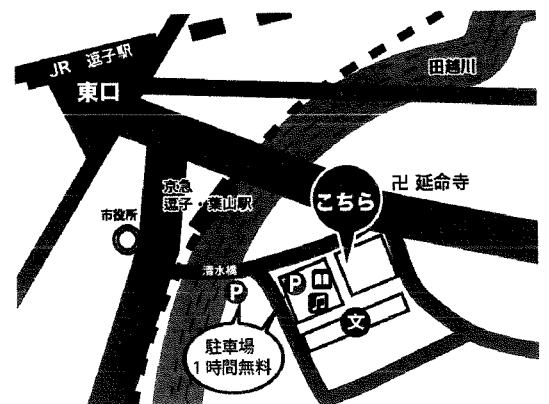 JR 逗子駅
東口
田越川
京急
逗子・葉山駅
市役所
こちら
卍 延命寺
清水橋
P
P
文
駐車場
1時間無料